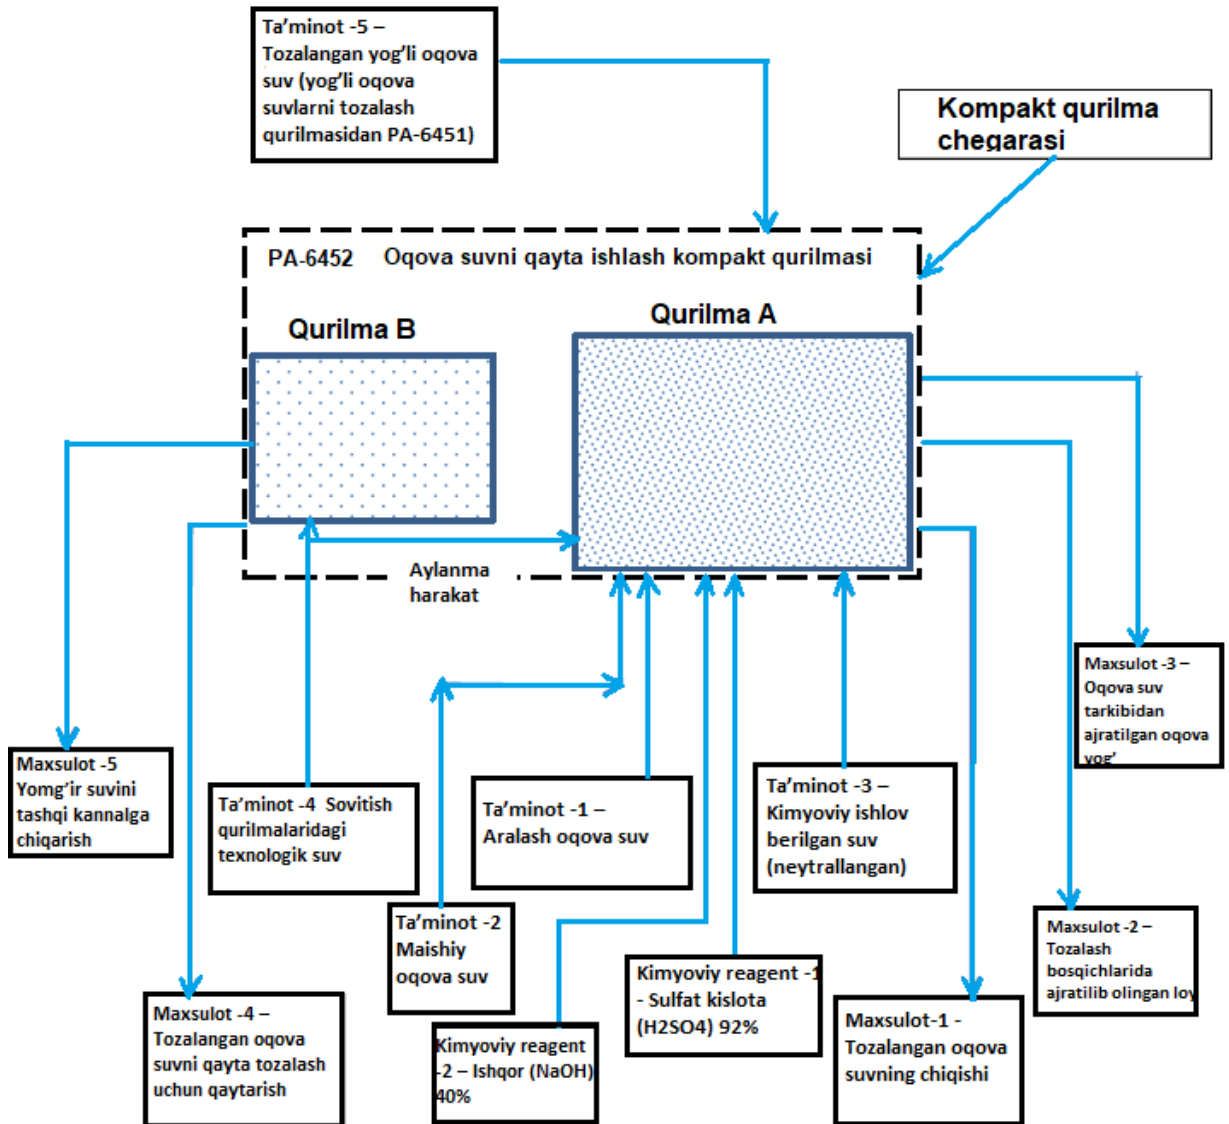 Ta'minot -5 –
Tozalangan yog'li oqova
suv (yog'li oqova
suvlarni tozalash
qurilmasidan PA-6451)
Kompakt qurilma
chegarasi
PA-6452 Oqova suvni qayta ishlash kompakt qurilmasi
Qurilma B
Qurilma A
Aylanma
harakat
Maxsulot -3 –
Oqova suv
tarkibidan
ajratilgan oqova
yog'
Maxsulot -5
Yomg'ir suvini
tashqi kannalga
chiqarish
Ta'minot -4 Sovitish
qurilmalaridagi
texnologik suv
Ta'minot -1 –
Aralash oqova suv
Ta'minot -3 –
Kimyoviy ishlov
berilgan suv
(neytrallangan)
Ta'minot -2
Maishiy
oqova suv
Maxsulot -2 –
Tozalash
bosqichlarida
ajratilib olingan loy
Kimyoviy reagent -1
- Sulfat kislota
(H2SO4) 92%
Maxsulot -4 –
Tozalangan oqova
suvni qayta tozalash
uchun qaytarish
Kimyoviy reagent
-2 – Ishqor (NaOH)
40%
Maxsulot-1 -
Tozalangan oqova
suvning chiqishi